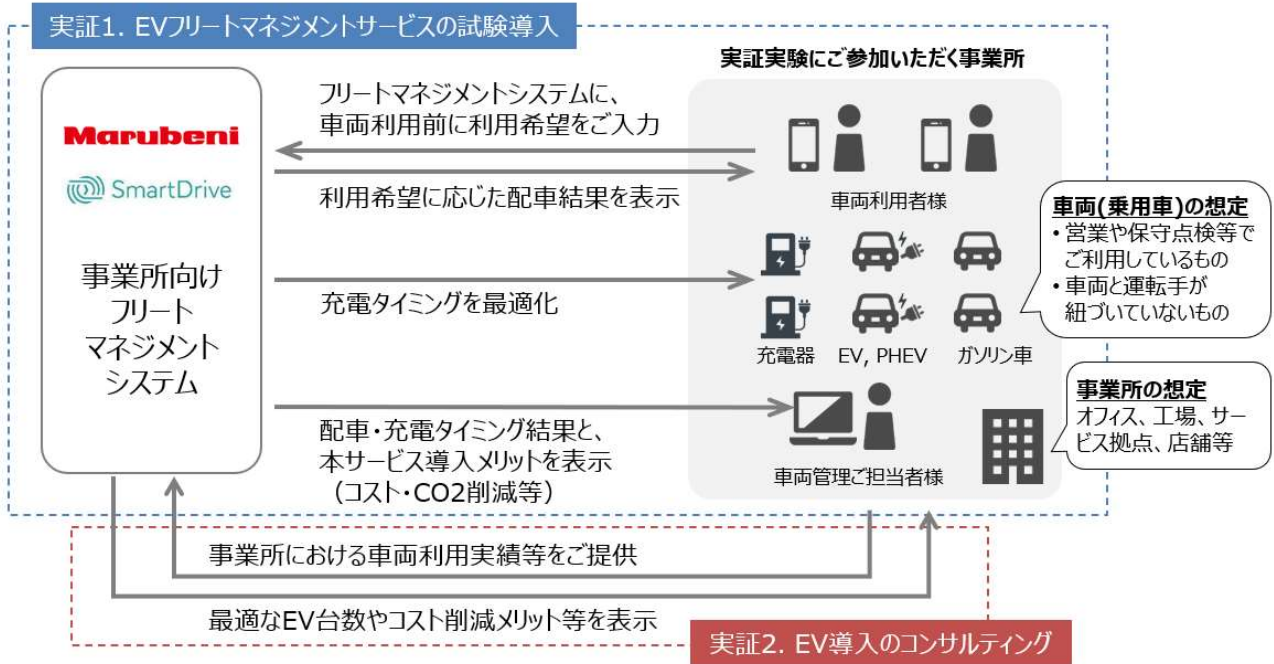 実証1. EVフリートマネジメントサービスの試験導入
実証実験にご参加いただく事業所
Marubeni
SmartDrive
事業所向け
フリート
マネジメント
システム
フリートマネジメントシステムに、
車両利用前に利用希望をご入力
利用希望に応じた配車結果を表示
充電タイミングを最適化
配車・充電タイミング結果と、
本サービス導入メリットを表示
（コスト・CO2削減等）
車両利用者様
充電器
EV, PHEV
ガソリン車
車両管理ご担当者様
車両(乗用車)の想定
・営業や保守点検等で
ご利用しているもの
・車両と運転手が
紐づいていないもの
事業所の想定
オフィス、工場、サー
ビス拠点、店舗等
事業所における車両利用実績等をご提供
最適なEV台数やコスト削減メリット等を表示
実証2. EV導入のコンサルティング